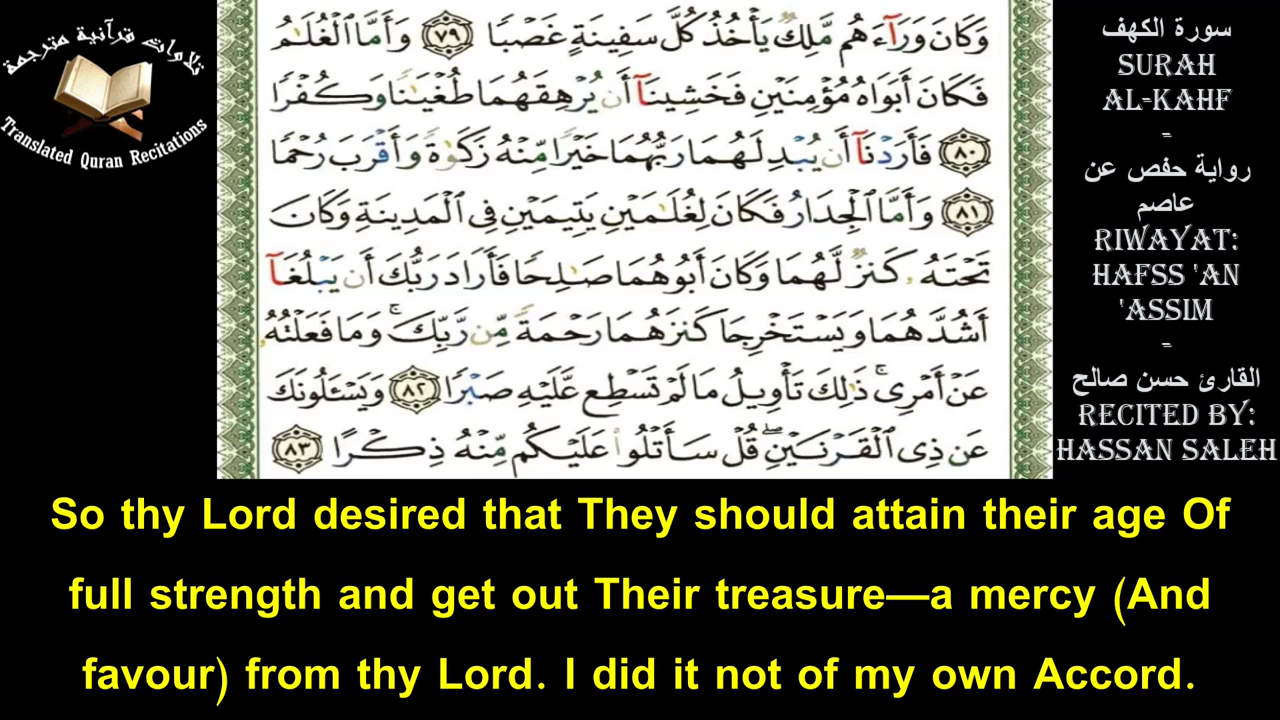 تلاوات قرآنية مترجمة
Translated Quran Recitations
وَكَانَ وَرَآءَهُم مَّلِكٌ يَأْخُذُ كُلَّ سَفِينَةٍ غَصْبًا ٧٩ وَأَمَّا ٱلْغُلَٰمُ
فَكَانَ أَبَوَاهُ مُؤْمِنَيْنِ فَخَشِينَآ أَن يُرْهِقَهُمَا طُغْيَٰنًا وَكُفْرًا
٨٠ فَأَرَدْنَآ أَن يُبْدِلَهُمَا رَبُّهُمَا خَيْرًا مِّنْهُ زَكَوٰةً وَأَقْرَبَ رُحْمًا
٨١ وَأَمَّا ٱلْجِدَارُ فَكَانَ لِغُلَٰمَيْنِ يَتِيمَيْنِ فِى ٱلْمَدِينَةِ وَكَانَ
تَحْتَهُۥ كَنزٌ لَّهُمَا وَكَانَ أَبُوهُمَا صَٰلِحًا فَأَرَادَ رَبُّكَ أَن يَبْلُغَآ
أَشُدَّهُمَا وَيَسْتَخْرِجَا كَنزَهُمَا رَحْمَةً مِّن رَّبِّكَ ۚ وَمَا فَعَلْتُهُۥ
عَنْ أَمْرِى ۚ ذَٰلِكَ تَأْوِيلُ مَا لَمْ تَسْطِع عَّلَيْهِ صَبْرًا ٨٢ وَيَسْـَٔلُونَكَ
عَن ذِى ٱلْقَرْنَيْنِ ۖ قُلْ سَأَتْلُوا۟ عَلَيْكُم مِّنْهُ ذِكْرًا ٨٣
سورة الكهف
SURAH
AL-KAHF
-
رواية حفص عن
عاصم
RIWAYAT:
HAFSS 'AN
'ASSIM
-
القارئ حسن صالح
RECITED BY:
HASSAN SALEH
So thy Lord desired that They should attain their age Of
full strength and get out Their treasure—a mercy (And
favour) from thy Lord. I did it not of my own Accord.